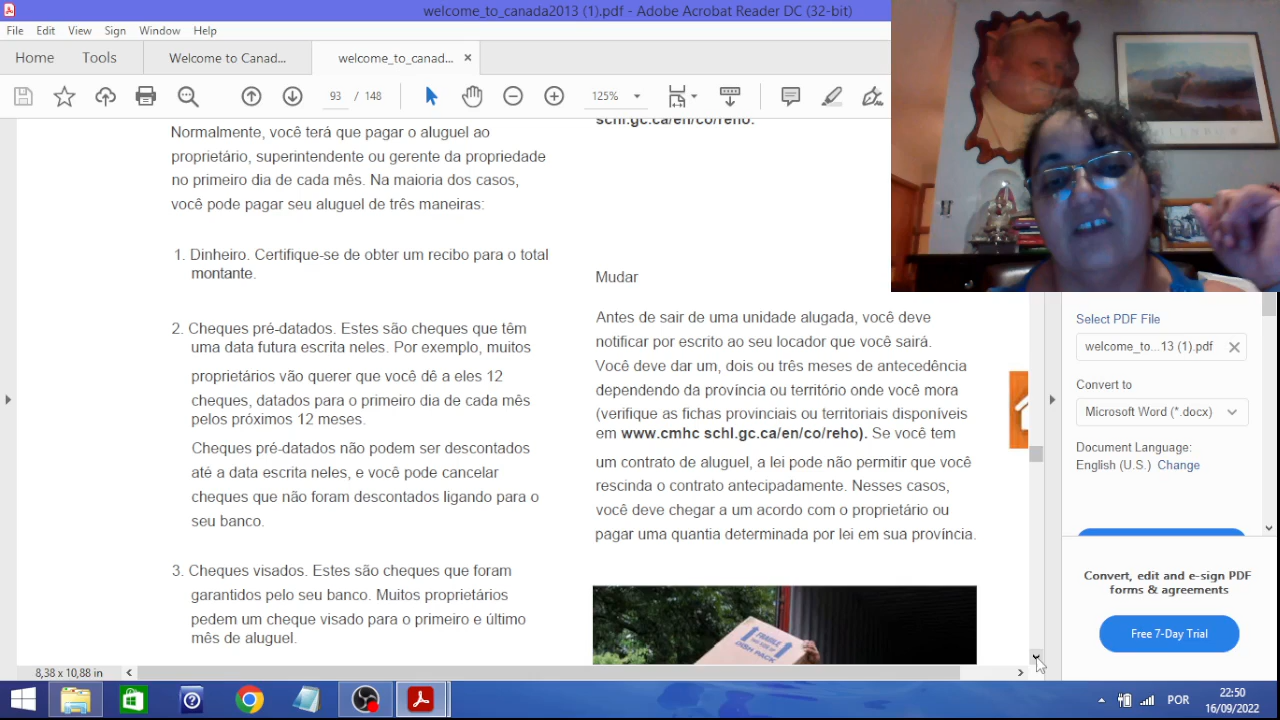 welcome_to_canada2013 (1).pdf - Adobe Acrobat Reader DC (32-bit)
File Edit View Sign Window Help
Home Tools Welcome to Canad... welcome_to_canad... ×
93 / 148 125%
Normalmente, você terá que pagar o aluguel ao
proprietário, superintendente ou gerente da propriedade
no primeiro dia de cada mês. Na maioria dos casos,
você pode pagar seu aluguel de três maneiras:
1. Dinheiro. Certifique-se de obter um recibo para o total
montante.
2. Cheques pré-datados. Estes são cheques que têm
uma data futura escrita neles. Por exemplo, muitos
proprietários vão querer que você dê a eles 12
cheques, datados para o primeiro dia de cada mês
pelos próximos 12 meses.
Cheques pré-datados não podem ser descontados
até a data escrita neles, e você pode cancelar
cheques que não foram descontados ligando para o
seu banco.
3. Cheques visados. Estes são cheques que foram
garantidos pelo seu banco. Muitos proprietários
pedem um cheque visado para o primeiro e último
mês de aluguel.
schl.gc.ca/en/co/reho.
Mudar
Antes de sair de uma unidade alugada, você deve
notificar por escrito ao seu locador que você sairá.
Você deve dar um, dois ou três meses de antecedência
dependendo da província ou território onde você mora
(verifique as fichas provinciais ou territoriais disponíveis
em www.cmhc schl.gc.ca/en/co/reho). Se você tem
um contrato de aluguel, a lei pode não permitir que você
rescinda o contrato antecipadamente. Nesses casos,
você deve chegar a um acordo com o proprietário ou
pagar uma quantia determinada por lei em sua província.
FRAGILE
DISH PACK
Select PDF File
welcome_to...13 (1).pdf
Convert to
Microsoft Word (*.docx)
Document Language:
English (U.S.) Change
Convert, edit and e-sign PDF
forms & agreements
Free 7-Day Trial
8,38 x 10,88 in
POR
22:50
16/09/2022